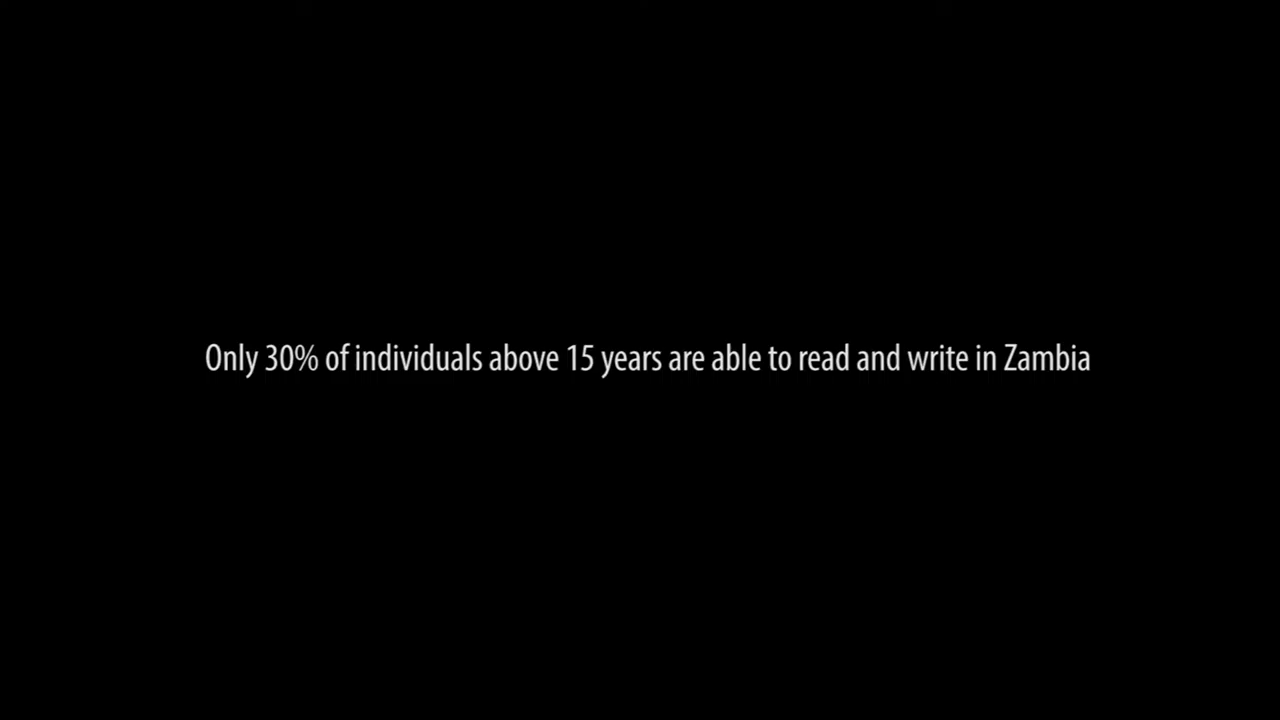 Only 30% of individuals above 15 years are able to read and write in Zambia